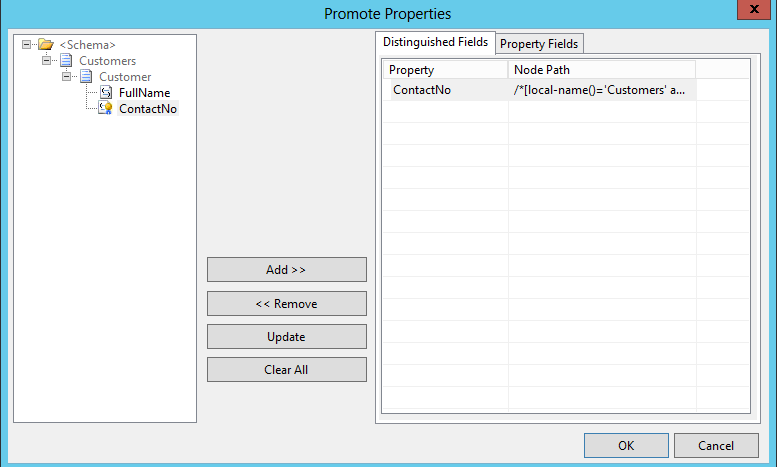 Promote Properties
x
<Schema>
Customers
Customer
FullName
ContactNo
Add >>
<< Remove
Update
Clear All
Distinguished Fields
Property Fields
Property Node Path
ContactNo /*[local-name()='Customers' a...
OK
Cancel